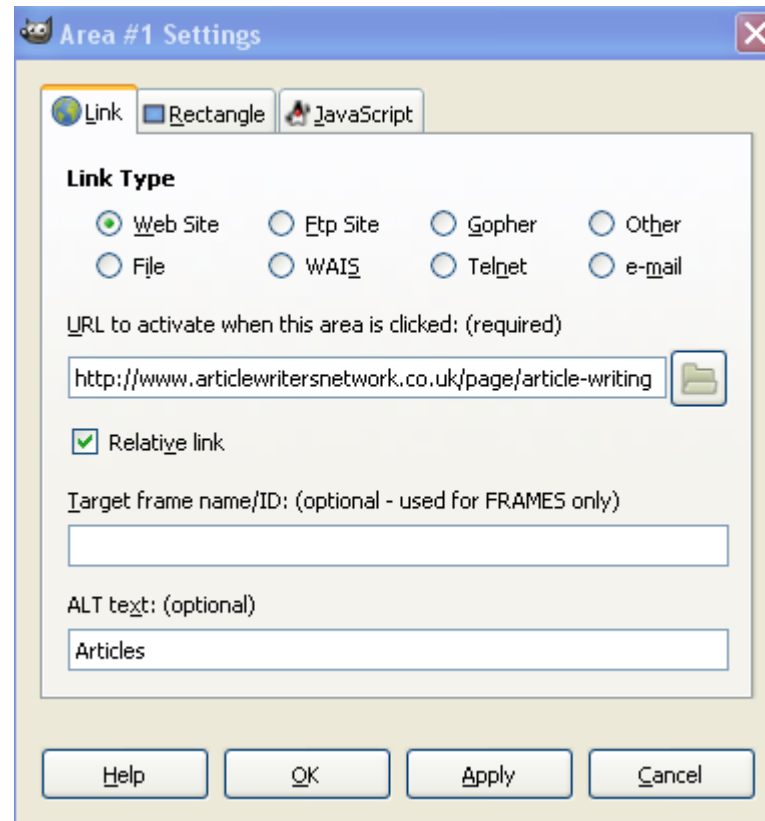 Area #1 Settings
Link Rectangle JavaScript
Link Type
Web Site Ftp Site Gopher Other
File WAIS Telnet e-mail
URL to activate when this area is clicked: (required)
http://www.articlewritersnetwork.co.uk/page/article-writing
Relative link
Target frame name/ID: (optional - used for FRAMES only)
ALT text: (optional)
Articles
Help OK Apply Cancel